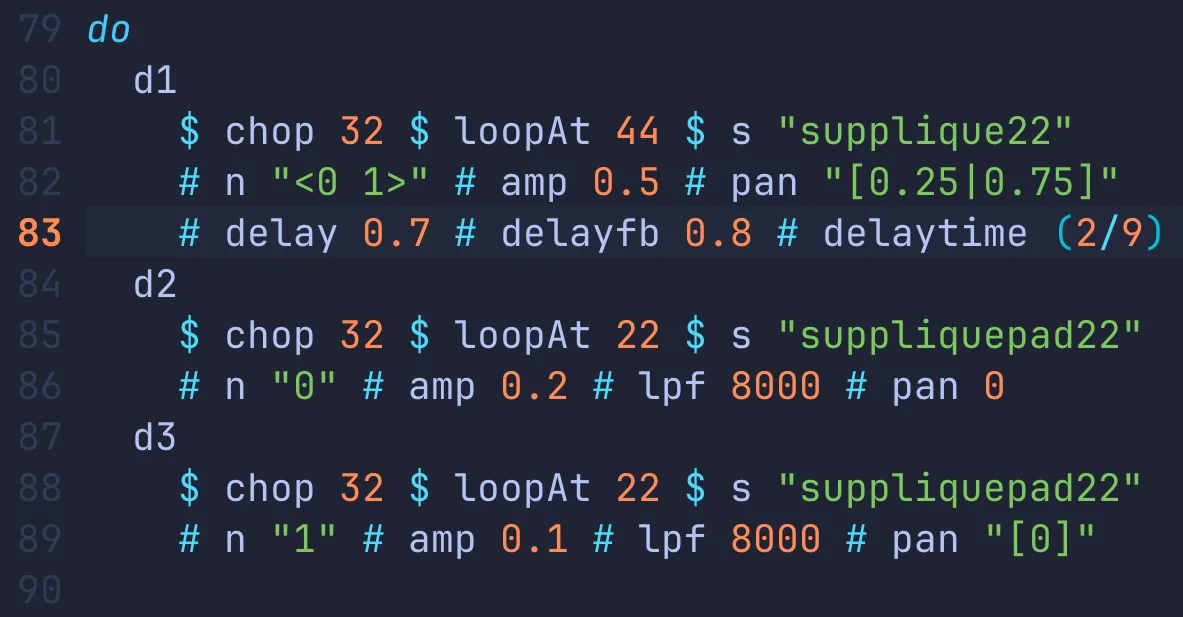 79 do
80   d1
81     $ chop 32 $ loopAt 44 $ s "supplique22"
82     # n "<0 1>" # amp 0.5 # pan "[0.25|0.75]"
83     # delay 0.7 # delayfb 0.8 # delaytime (2/9)
84   d2
85     $ chop 32 $ loopAt 22 $ s "suppliquepad22"
86     # n "0" # amp 0.2 # lpf 8000 # pan 0
87   d3
88     $ chop 32 $ loopAt 22 $ s "suppliquepad22"
89     # n "1" # amp 0.1 # lpf 8000 # pan "[0]"
90